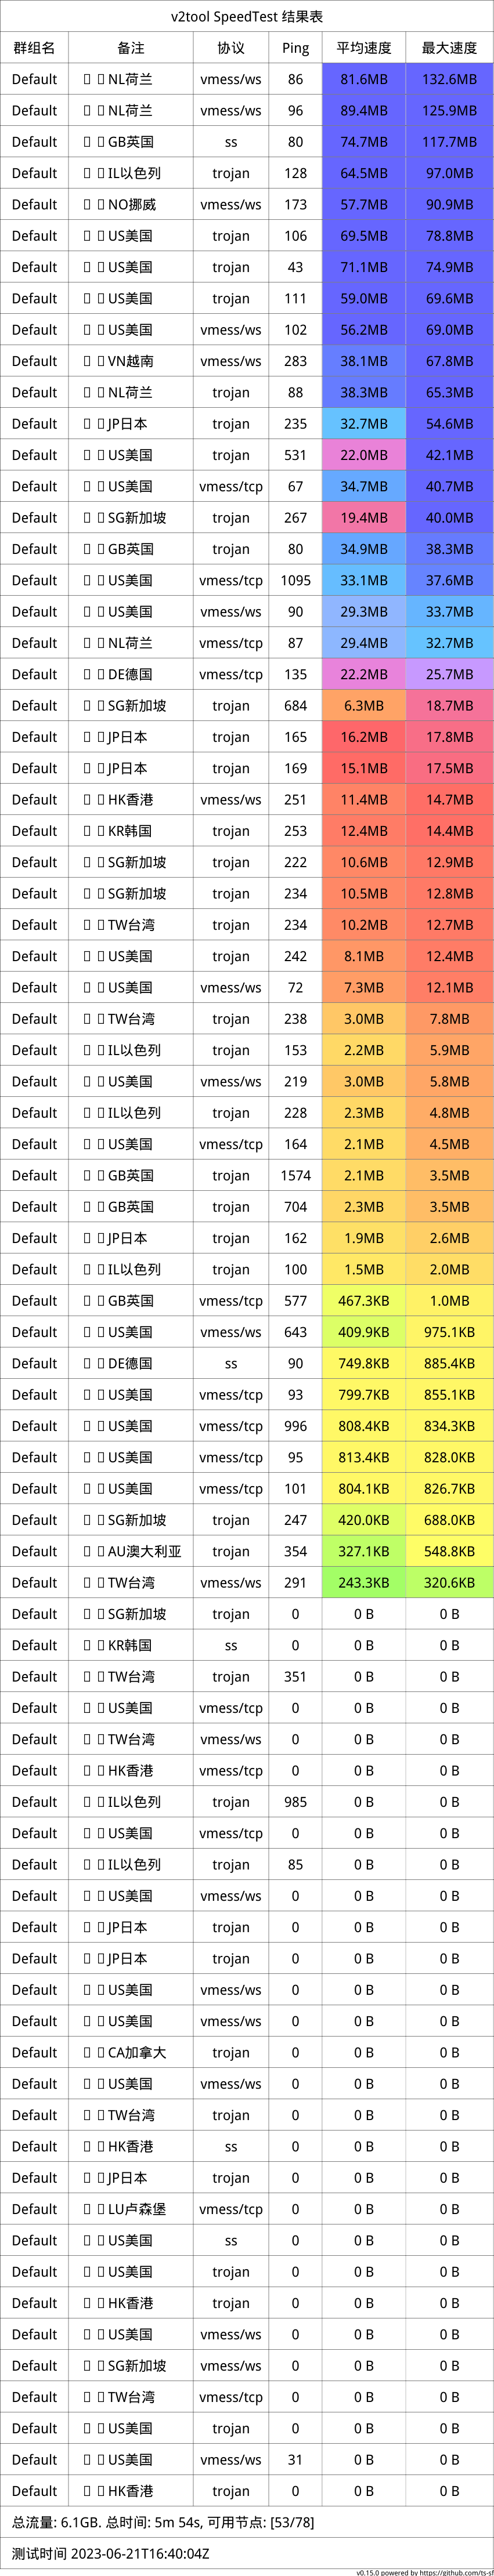 v2tool SpeedTest 结果表
群组名 备注 协议 Ping 平均速度 最大速度
Default NL荷兰 vmess/ws 86 81.6MB 132.6MB
Default NL荷兰 vmess/ws 96 89.4MB 125.9MB
Default GB英国 ss 80 74.7MB 117.7MB
Default IL以色列 trojan 128 64.5MB 97.0MB
Default NO挪威 vmess/ws 173 57.7MB 90.9MB
Default US美国 trojan 106 69.5MB 78.8MB
Default US美国 trojan 43 71.1MB 74.9MB
Default US美国 trojan 111 59.0MB 69.6MB
Default US美国 vmess/ws 102 56.2MB 69.0MB
Default VN越南 vmess/ws 283 38.1MB 67.8MB
Default NL荷兰 trojan 88 38.3MB 65.3MB
Default JP日本 trojan 235 32.7MB 54.6MB
Default US美国 trojan 531 22.0MB 42.1MB
Default US美国 vmess/tcp 67 34.7MB 40.7MB
Default SG新加坡 trojan 267 19.4MB 40.0MB
Default GB英国 trojan 80 34.9MB 38.3MB
Default US美国 vmess/tcp 1095 33.1MB 37.6MB
Default US美国 vmess/ws 90 29.3MB 33.7MB
Default NL荷兰 vmess/tcp 87 29.4MB 32.7MB
Default DE德国 vmess/tcp 135 22.2MB 25.7MB
Default SG新加坡 trojan 684 6.3MB 18.7MB
Default JP日本 trojan 165 16.2MB 17.8MB
Default JP日本 trojan 169 15.1MB 17.5MB
Default HK香港 vmess/ws 251 11.4MB 14.7MB
Default KR韩国 trojan 253 12.4MB 14.4MB
Default SG新加坡 trojan 222 10.6MB 12.9MB
Default SG新加坡 trojan 234 10.5MB 12.8MB
Default TW台湾 trojan 234 10.2MB 12.7MB
Default US美国 trojan 242 8.1MB 12.4MB
Default US美国 vmess/ws 72 7.3MB 12.1MB
Default TW台湾 trojan 238 3.0MB 7.8MB
Default IL以色列 trojan 153 2.2MB 5.9MB
Default US美国 vmess/ws 219 3.0MB 5.8MB
Default IL以色列 trojan 228 2.3MB 4.8MB
Default US美国 vmess/tcp 164 2.1MB 4.5MB
Default GB英国 trojan 1574 2.1MB 3.5MB
Default GB英国 trojan 704 2.3MB 3.5MB
Default JP日本 trojan 162 1.9MB 2.6MB
Default IL以色列 trojan 100 1.5MB 2.0MB
Default GB英国 vmess/tcp 577 467.3KB 1.0MB
Default US美国 vmess/ws 643 409.9KB 975.1KB
Default DE德国 ss 90 749.8KB 885.4KB
Default US美国 vmess/tcp 93 799.7KB 855.1KB
Default US美国 vmess/tcp 996 808.4KB 834.3KB
Default US美国 vmess/tcp 95 813.4KB 828.0KB
Default US美国 vmess/tcp 101 804.1KB 826.7KB
Default SG新加坡 trojan 247 420.0KB 688.0KB
Default AU澳大利亚 trojan 354 327.1KB 548.8KB
Default TW台湾 vmess/ws 291 243.3KB 320.6KB
Default SG新加坡 trojan 0 0 B 0 B
Default KR韩国 ss 0 0 B 0 B
Default TW台湾 trojan 351 0 B 0 B
Default US美国 vmess/tcp 0 0 B 0 B
Default TW台湾 vmess/ws 0 0 B 0 B
Default HK香港 vmess/tcp 0 0 B 0 B
Default IL以色列 trojan 985 0 B 0 B
Default US美国 vmess/tcp 0 0 B 0 B
Default IL以色列 trojan 85 0 B 0 B
Default US美国 vmess/ws 0 0 B 0 B
Default JP日本 trojan 0 0 B 0 B
Default JP日本 trojan 0 0 B 0 B
Default US美国 vmess/ws 0 0 B 0 B
Default US美国 vmess/ws 0 0 B 0 B
Default CA加拿大 trojan 0 0 B 0 B
Default US美国 vmess/ws 0 0 B 0 B
Default TW台湾 trojan 0 0 B 0 B
Default HK香港 ss 0 0 B 0 B
Default JP日本 trojan 0 0 B 0 B
Default LU卢森堡 vmess/tcp 0 0 B 0 B
Default US美国 ss 0 0 B 0 B
Default US美国 trojan 0 0 B 0 B
Default HK香港 trojan 0 0 B 0 B
Default US美国 vmess/ws 0 0 B 0 B
Default SG新加坡 vmess/ws 0 0 B 0 B
Default TW台湾 vmess/tcp 0 0 B 0 B
Default US美国 trojan 0 0 B 0 B
Default US美国 vmess/ws 31 0 B 0 B
Default HK香港 trojan 0 0 B 0 B
总流量: 6.1GB. 总时间: 5m 54s, 可用节点: [53/78]
测试时间 2023-06-21T16:40:04Z
v0.15.0 powered by https://github.com/ts-sf